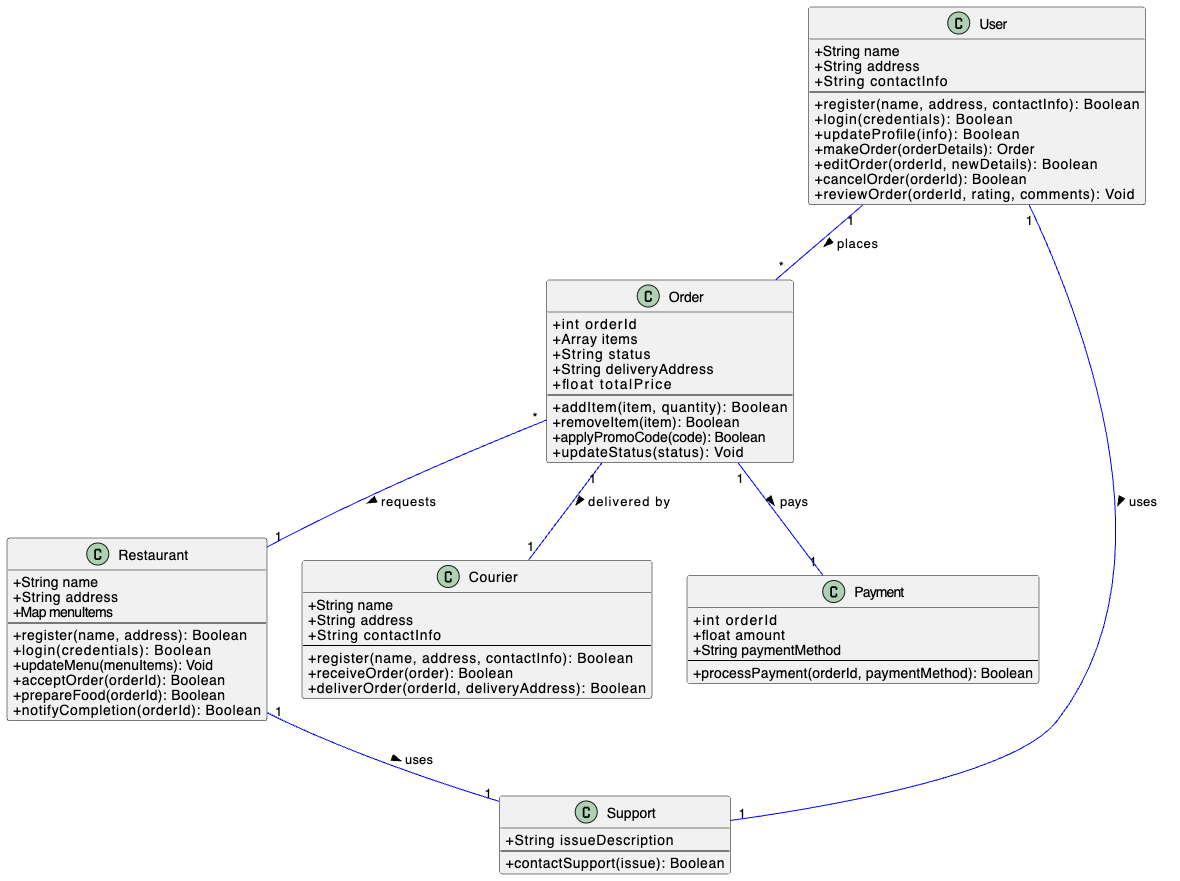 C User
+String name
+String address
+String contactInfo
+register(name, address, contactInfo): Boolean
+login(credentials): Boolean
+updateProfile(info): Boolean
+makeOrder(orderDetails): Order
+editOrder(orderId, newDetails): Boolean
+cancelOrder(orderId): Boolean
+reviewOrder(orderId, rating, comments): Void
1
1
places
*
C Order
+int orderId
+Array items
+String status
+String deliveryAddress
+float totalPrice
+addItem(item, quantity): Boolean
+removeItem(item): Boolean
+applyPromoCode(code): Boolean
+updateStatus(status): Void
*
1
1
requests
delivered by
pays
uses
1
1
1
C Restaurant
+String name
+String address
+Map menuItems
+register(name, address): Boolean
+login(credentials): Boolean
+updateMenu(menuItems): Void
+acceptOrder(orderId): Boolean
+prepareFood(orderId): Boolean
+notifyCompletion(orderId): Boolean
C Courier
+String name
+String address
+String contactInfo
+register(name, address, contactInfo): Boolean
+receiveOrder(order): Boolean
+deliverOrder(orderId, deliveryAddress): Boolean
C Payment
+int orderId
+float amount
+String paymentMethod
+processPayment(orderId, paymentMethod): Boolean
1
uses
1
1
C Support
+String issueDescription
+contactSupport(issue): Boolean